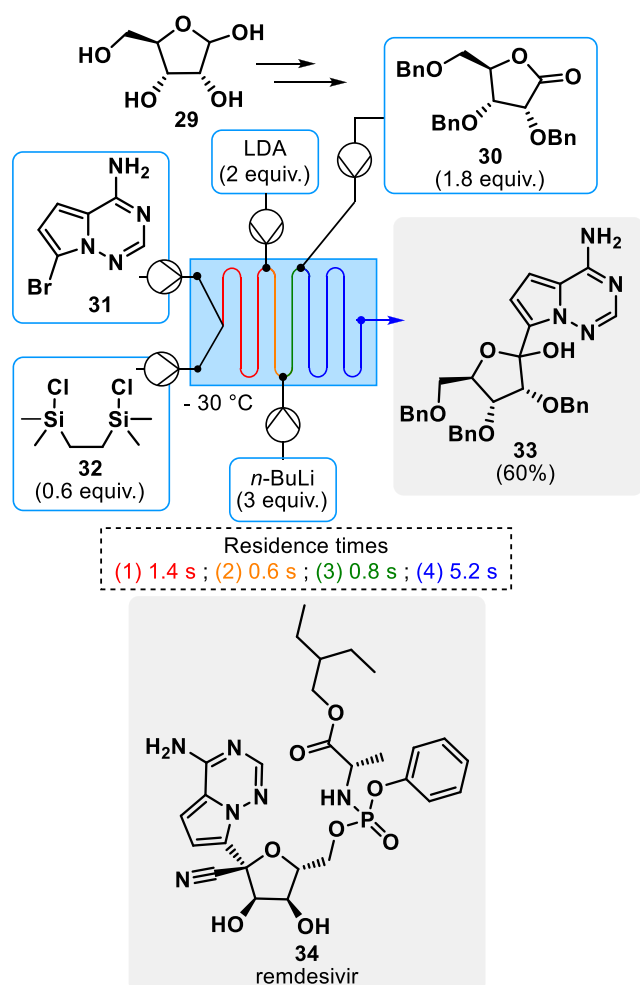 O
HO
OH
HO
OH
29
BnO
O
O
BnO
OBn
30
(1.8 equiv.)
LDA
(2 equiv.)
NH2
N
N
N
Br
31
Cl
Cl
Si
Si
32
(0.6 equiv.)
- 30 °C
n-BuLi
(3 equiv.)
NH2
N
N
N
O
OH
BnO
BnO
OBn
33
(60%)
Residence times
(1) 1.4 s ; (2) 0.6 s ; (3) 0.8 s ; (4) 5.2 s
O
O
H2N
N
N
N
HN
O
P
O
O
O
N
HO
OH
34
remdesivir